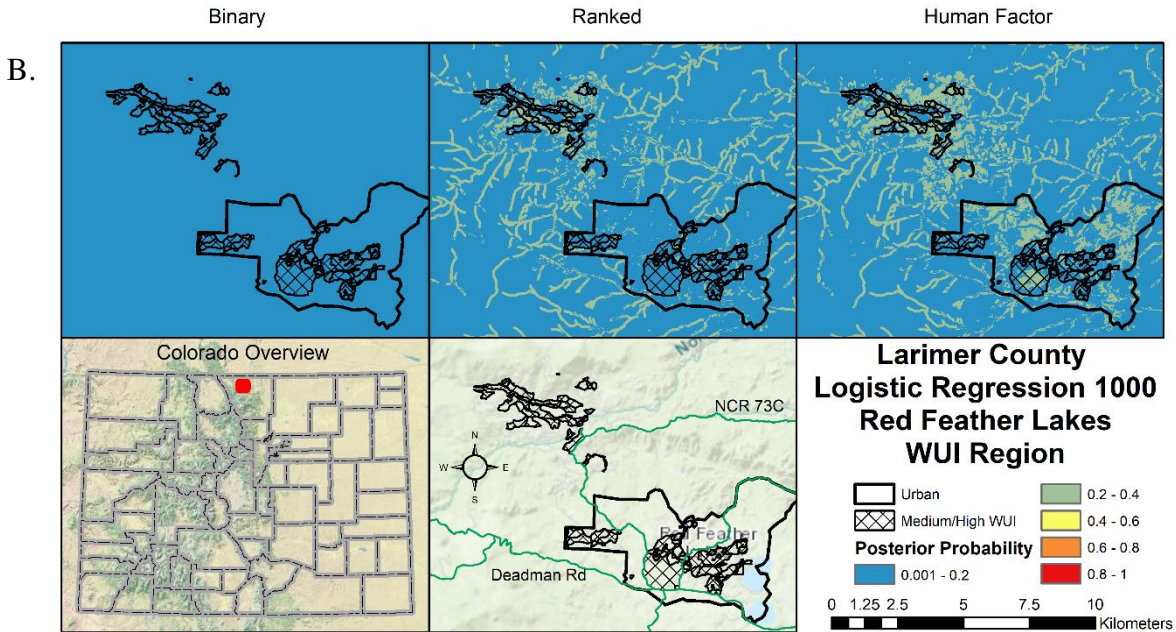 Binary
Ranked
Human Factor
B.
Colorado Overview
NCR 73C
N
W E
S
Red Feather
Deadman Rd
Larimer County
Logistic Regression 1000
Red Feather Lakes
WUI Region
Urban
Medium/High WUI
Posterior Probability
0.001 - 0.2
0.2 - 0.4
0.4 - 0.6
0.6 - 0.8
0.8 - 1
0 1.25 2.5 5 7.5 10
Kilometers